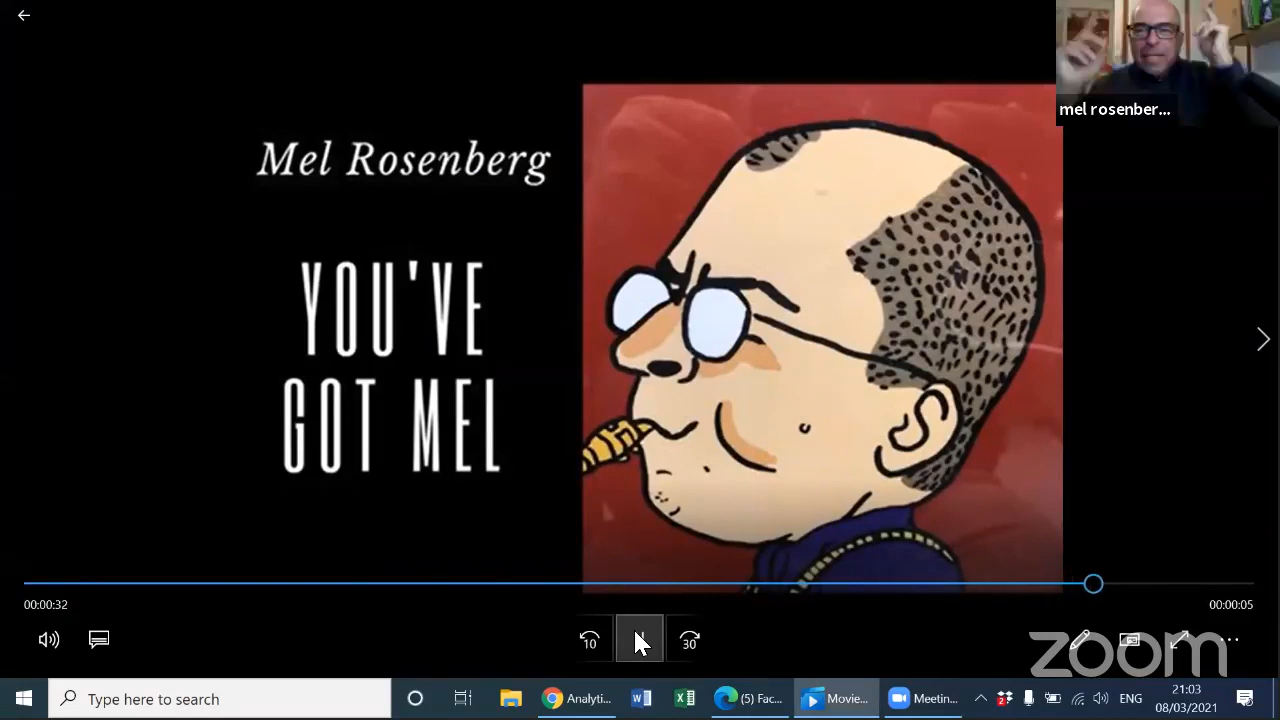 mel rosenber...
Mel Rosenberg
YOU'VE
GOT MEL
00:00:32
00:00:05
10
30
zoom
Type here to search
Analyti...
(5) Fac...
Movie...
Meetin...
2
ENG
21:03
08/03/2021